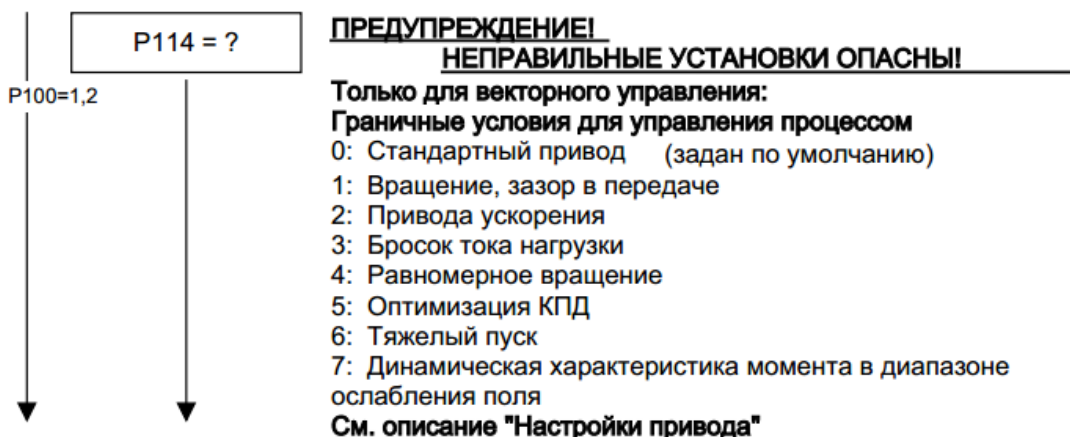 P114 = ?
P100=1,2
ПРЕДУПРЕЖДЕНИЕ!
НЕПРАВИЛЬНЫЕ УСТАНОВКИ ОПАСНЫ!
Только для векторного управления:
Граничные условия для управления процессом
0: Стандартный привод (задан по умолчанию)
1: Вращение, зазор в передаче
2: Привода ускорения
3: Бросок тока нагрузки
4: Равномерное вращение
5: Оптимизация КПД
6: Тяжелый пуск
7: Динамическая характеристика момента в диапазоне
ослабления поля
См. описание "Настройки привода"